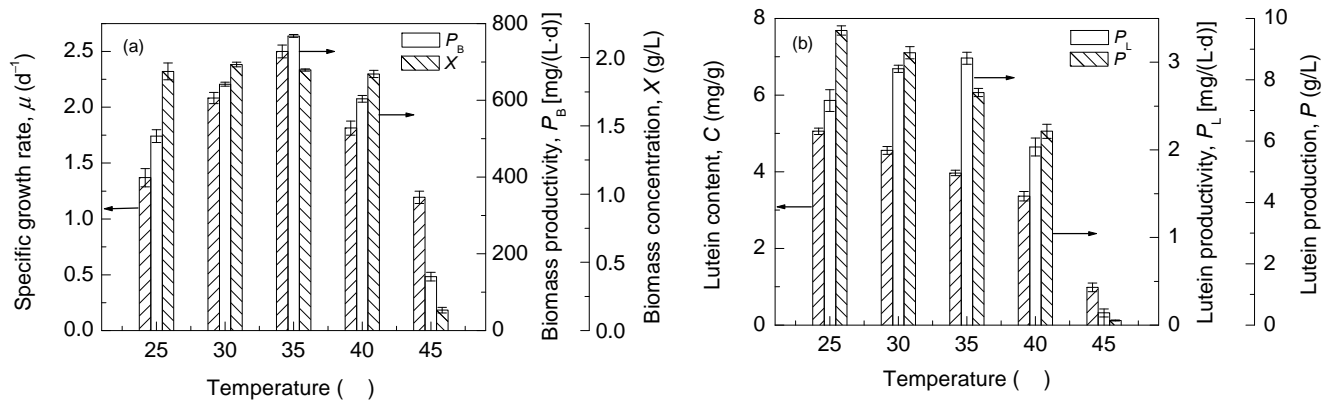 (a)
P_B
X
Specific growth rate, μ (d⁻¹)
2.5
2.0
1.5
1.0
0.5
0.0
25 30 35 40 45
Temperature ( )
800
600
400
200
0
Biomass productivity, P_B [mg/(L·d)]
2.0
1.5
1.0
0.5
0.0
Biomass concentration, X (g/L)
(b)
P_L
P
Lutein content, C (mg/g)
8
6
4
2
0
25 30 35 40 45
Temperature ( )
3
2
1
0
Lutein productivity, P_L [mg/(L·d)]
10
8
6
4
2
0
Lutein production, P (g/L)